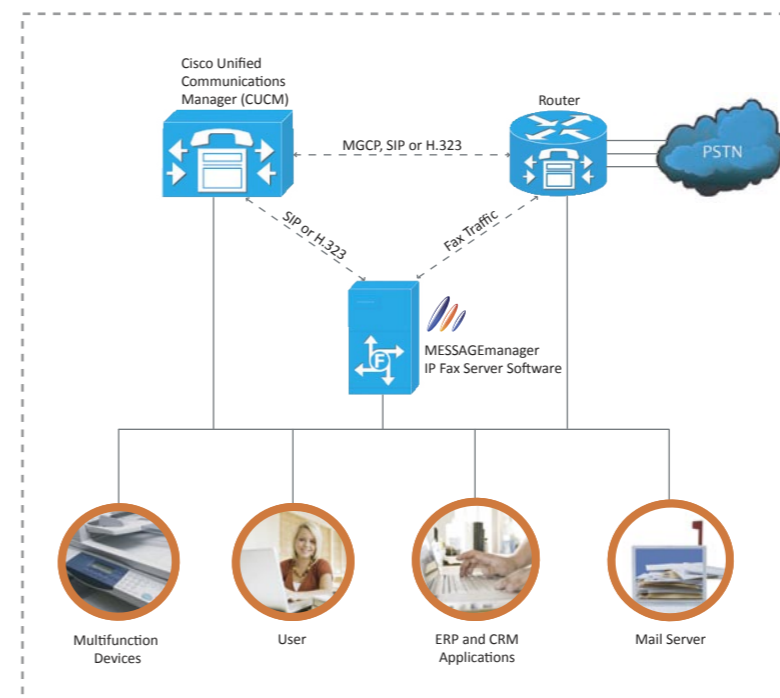 Cisco Unified
Communications
Manager (CUCM)
Router
MGCP, SIP or H.323
PSTN
SIP or H.323
Fax Traffic
F
MESSAGEmanager
IP Fax Server Software
Multifunction
Devices
User
ERP and CRM
Applications
Mail Server